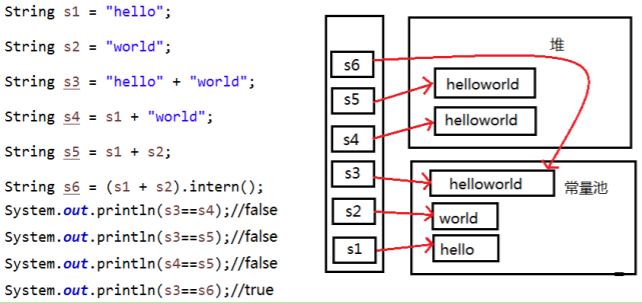 String s1 = "hello";
String s2 = "world";
String s3 = "hello" + "world";
String s4 = s1 + "world";
String s5 = s1 + s2;
String s6 = (s1 + s2).intern();
System.out.println(s3==s4);//false
System.out.println(s3==s5);//false
System.out.println(s4==s5);//false
System.out.println(s3==s6);//true
堆
s6
s5
helloworld
s4
helloworld
s3
helloworld
常量池
s2
world
s1
hello